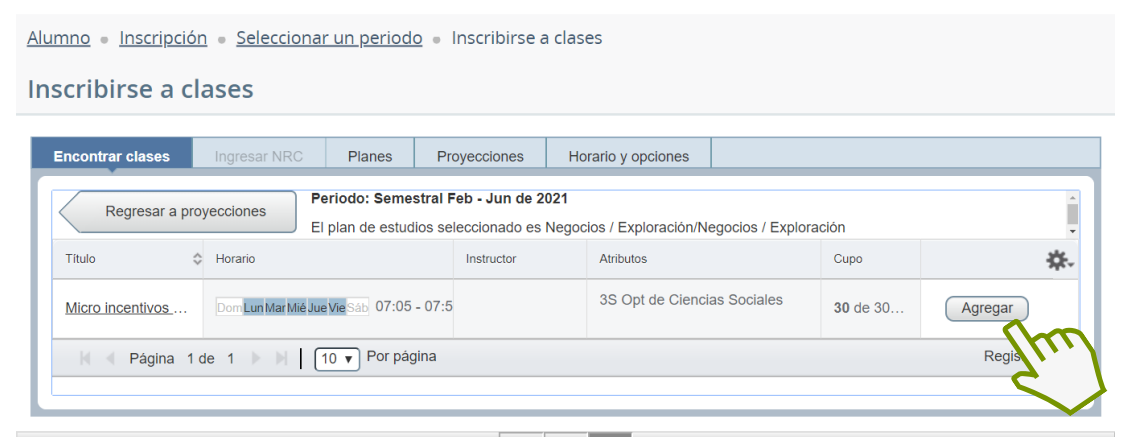 Alumno • Inscripción • Seleccionar un periodo • Inscribirse a clases
Inscribirse a clases
Encontrar clases Ingresar NRC Planes Proyecciones Horario y opciones
Regresar a proyecciones
Periodo: Semestral Feb - Jun de 2021
El plan de estudios seleccionado es Negocios / Exploración/Negocios / Exploración
Título Horario Instructor Atributos Cupo
Micro incentivos ... Dom Lun Mar Mié Jue Vie Sáb 07:05 - 07:5 3S Opt de Ciencias Sociales 30 de 30... Agregar
Página 1 de 1 10 Por página